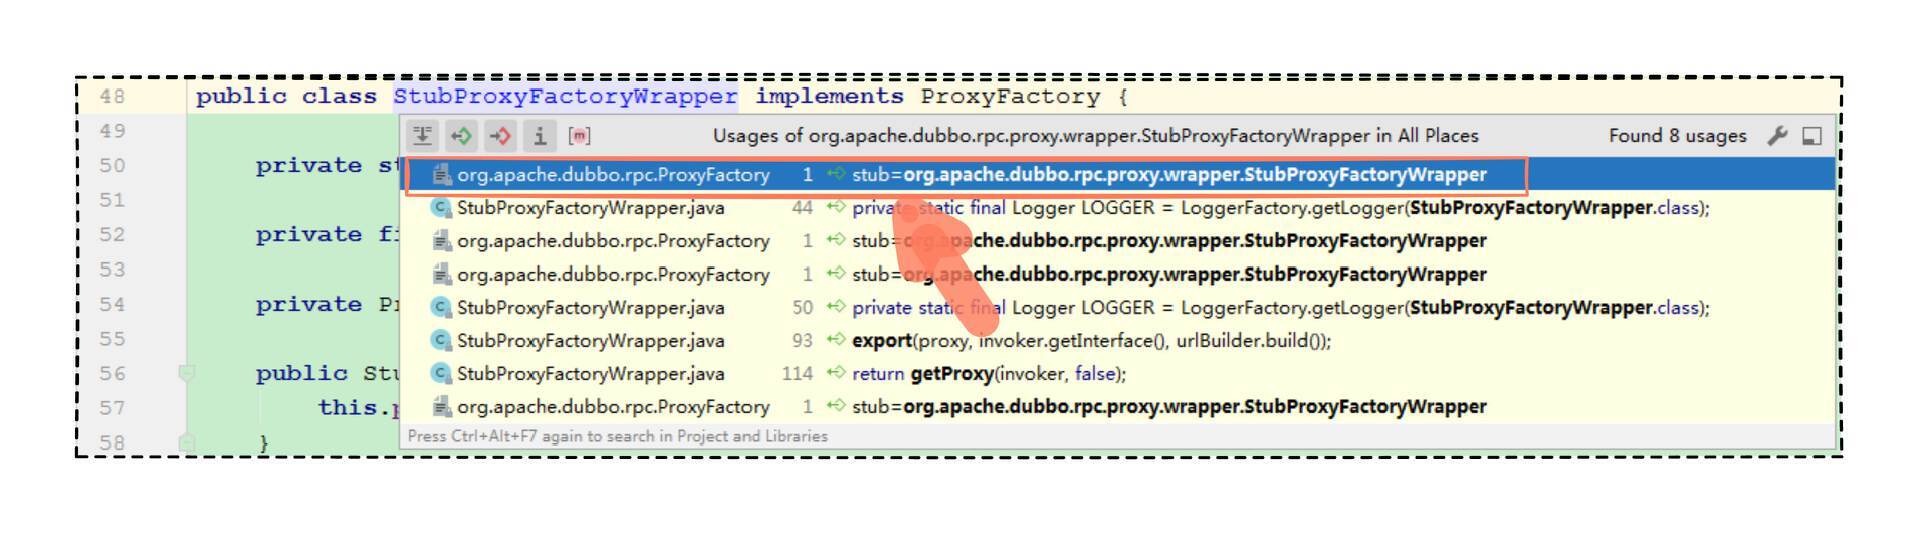 48 public class StubProxyFactoryWrapper implements ProxyFactory {
49
Usages of org.apache.dubbo.rpc.proxy.wrapper.StubProxyFactoryWrapper in All Places Found 8 usages
50 private st
org.apache.dubbo.rpc.ProxyFactory 1 stub=org.apache.dubbo.rpc.proxy.wrapper.StubProxyFactoryWrapper
51
StubProxyFactoryWrapper.java 44 private static final Logger LOGGER = LoggerFactory.getLogger(StubProxyFactoryWrapper.class);
52 private fi
org.apache.dubbo.rpc.ProxyFactory 1 stub=org.apache.dubbo.rpc.proxy.wrapper.StubProxyFactoryWrapper
53
org.apache.dubbo.rpc.ProxyFactory 1 stub=org.apache.dubbo.rpc.proxy.wrapper.StubProxyFactoryWrapper
54 private Pr
StubProxyFactoryWrapper.java 50 private static final Logger LOGGER = LoggerFactory.getLogger(StubProxyFactoryWrapper.class);
55
StubProxyFactoryWrapper.java 93 export(proxy, invoker.getInterface(), urlBuilder.build());
56 public Stu
StubProxyFactoryWrapper.java 114 return getProxy(invoker, false);
57 this.p
org.apache.dubbo.rpc.ProxyFactory 1 stub=org.apache.dubbo.rpc.proxy.wrapper.StubProxyFactoryWrapper
58 }
Press Ctrl+Alt+F7 again to search in Project and Libraries